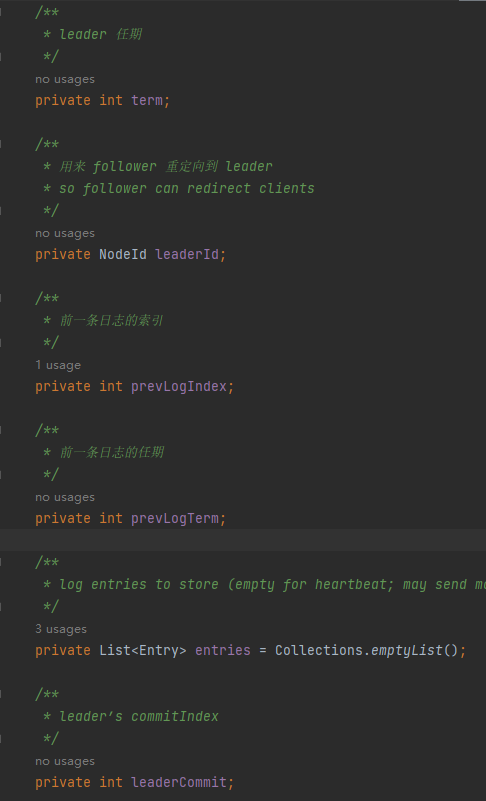 /**
* leader 任期
*/
no usages
private int term;
/**
* 用来 follower 重定向到 leader
* so follower can redirect clients
*/
no usages
private NodeId leaderId;
/**
* 前一条日志的索引
*/
1 usage
private int prevLogIndex;
/**
* 前一条日志的任期
*/
no usages
private int prevLogTerm;
/**
* log entries to store (empty for heartbeat; may send
*/
3 usages
private List<Entry> entries = Collections.emptyList();
/**
* leader's commitIndex
*/
no usages
private int leaderCommit;